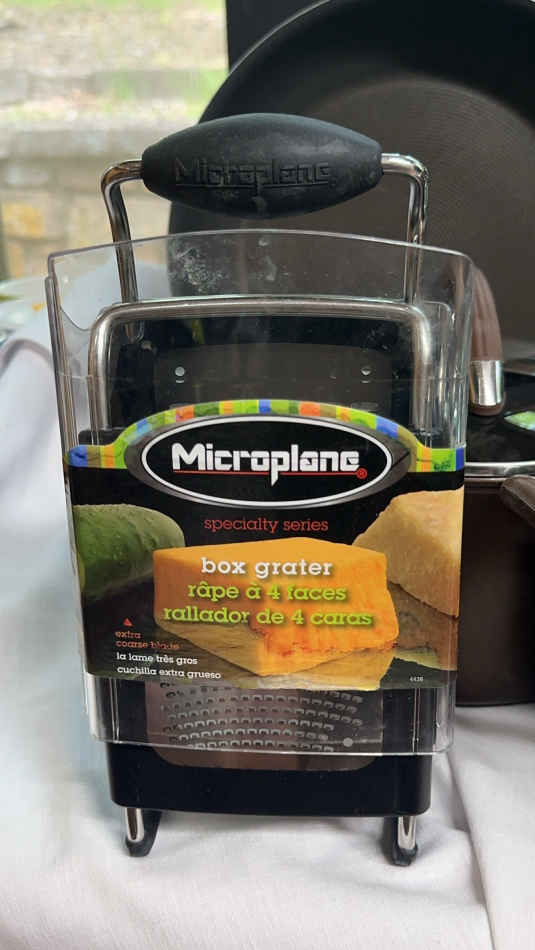 Microplane
Microplane®
specialty series
box grater
râpe à 4 faces
rallador de 4 caras
extra
coarse blade
la lame très gros
cuchilla extra grueso
4438